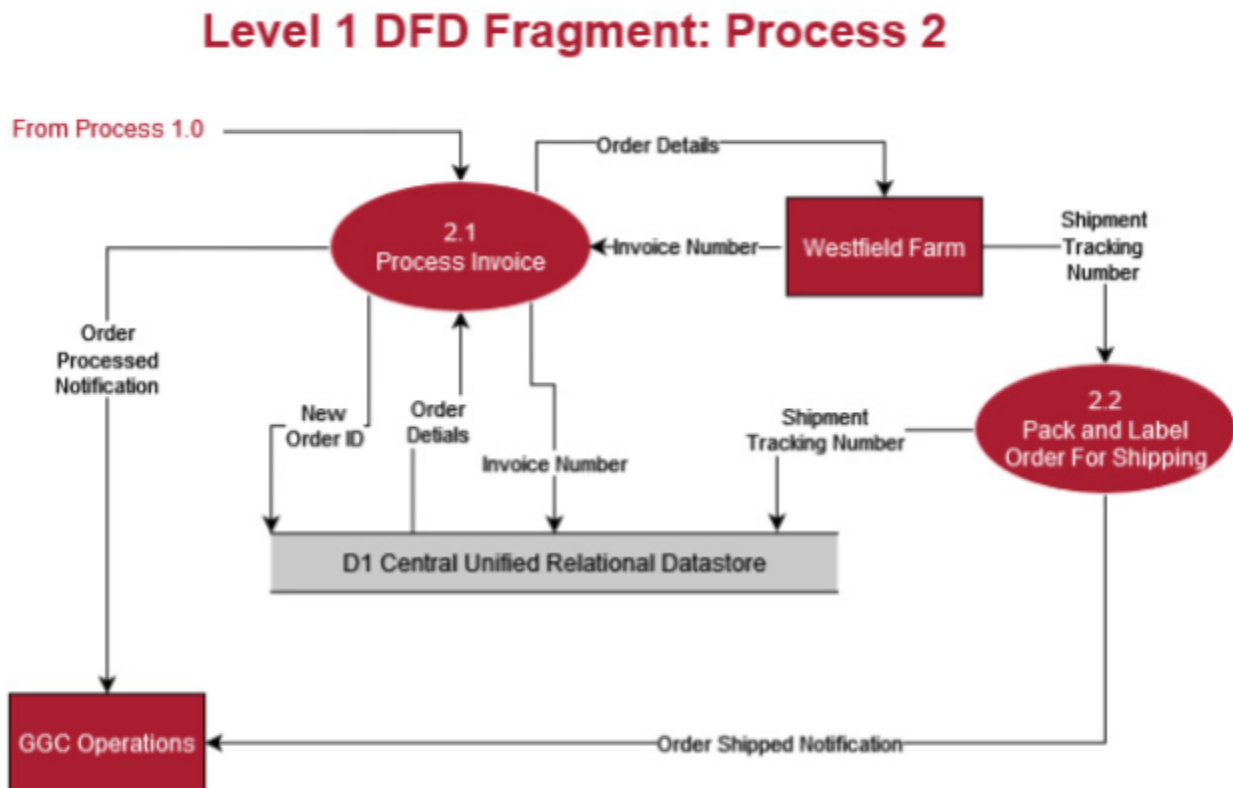 Level 1 DFD Fragment: Process 2
From Process 1.0
Order Details
2.1
Process Invoice
Invoice Number
Westfield Farm
Shipment
Tracking
Number
Order
Processed
Notification
New
Order ID
Order
Detials
Invoice Number
Shipment
Tracking Number
2.2
Pack and Label
Order For Shipping
D1 Central Unified Relational Datastore
GGC Operations
Order Shipped Notification